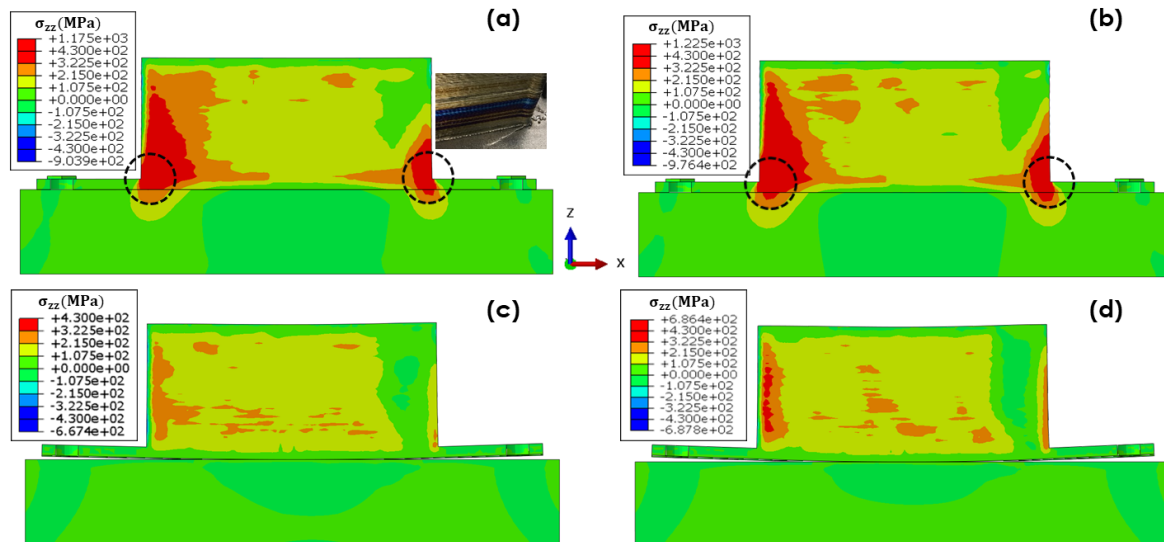 (a)
σzz(MPa)
+1.175e+03
+4.300e+02
+3.225e+02
+2.150e+02
+1.075e+02
+0.000e+00
-1.075e+02
-2.150e+02
-3.225e+02
-4.300e+02
-9.039e+02
(b)
σzz(MPa)
+1.225e+03
+4.300e+02
+3.225e+02
+2.150e+02
+1.075e+02
+0.000e+00
-1.075e+02
-2.150e+02
-3.225e+02
-4.300e+02
-9.764e+02
Z
X
(c)
σzz(MPa)
+4.300e+02
+3.225e+02
+2.150e+02
+1.075e+02
+0.000e+00
-1.075e+02
-2.150e+02
-3.225e+02
-4.300e+02
-6.674e+02
(d)
σzz(MPa)
+6.864e+02
+4.300e+02
+3.225e+02
+2.150e+02
+1.075e+02
+0.000e+00
-1.075e+02
-2.150e+02
-3.225e+02
-4.300e+02
-6.878e+02